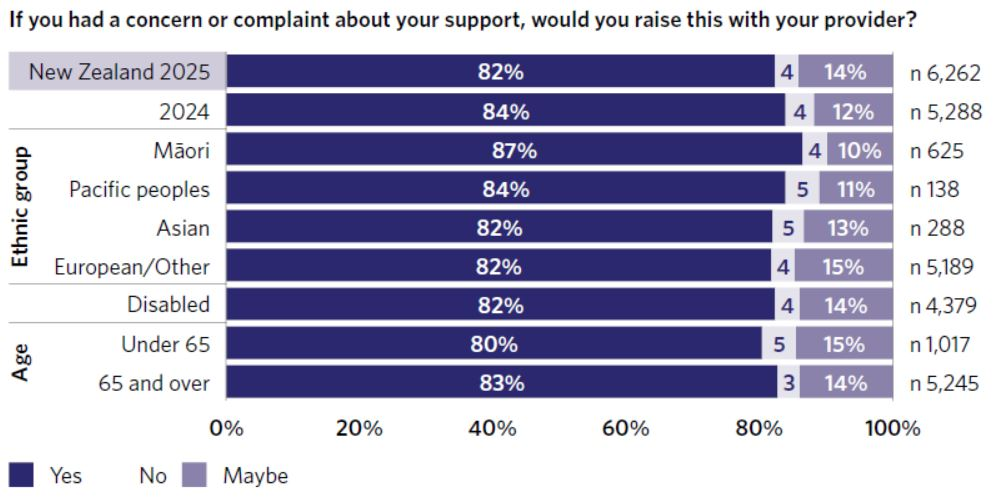 If you had a concern or complaint about your support, would you raise this with your provider?
New Zealand 2025 82% 4 14% n 6,262
2024 84% 4 12% n 5,288
Ethnic group
Māori 87% 4 10% n 625
Pacific peoples 84% 5 11% n 138
Asian 82% 5 13% n 288
European/Other 82% 4 15% n 5,189
Disabled 82% 4 14% n 4,379
Age
Under 65 80% 5 15% n 1,017
65 and over 83% 3 14% n 5,245
0% 20% 40% 60% 80% 100%
Yes No Maybe